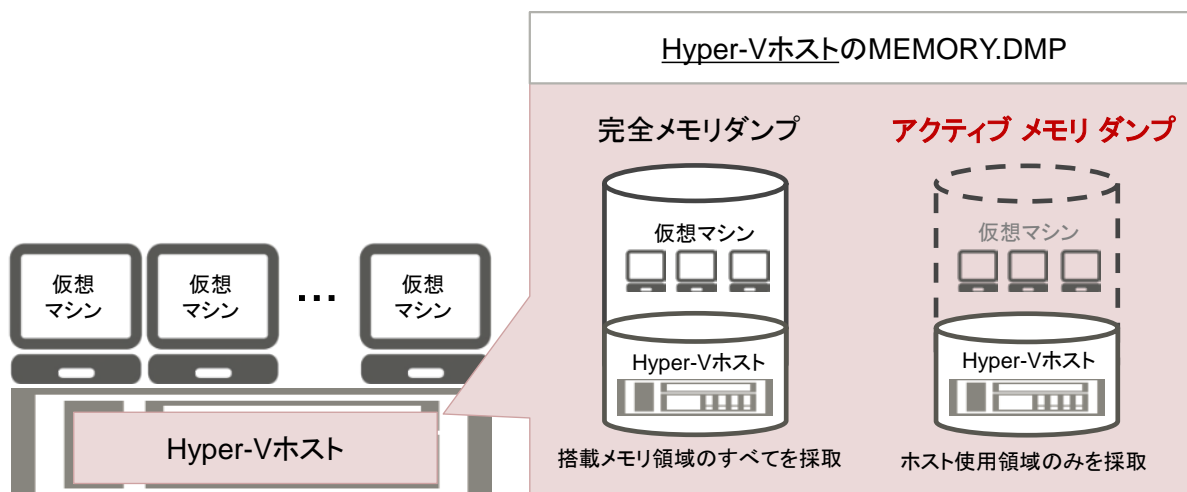 Hyper-VホストのMEMORY.DMP
完全メモリダンプ
アクティブ メモリ ダンプ
仮想マシン
仮想マシン
仮想
マシン
仮想
マシン
…
仮想
マシン
Hyper-Vホスト
Hyper-Vホスト
Hyper-Vホスト
搭載メモリ領域のすべてを採取
ホスト使用領域のみを採取